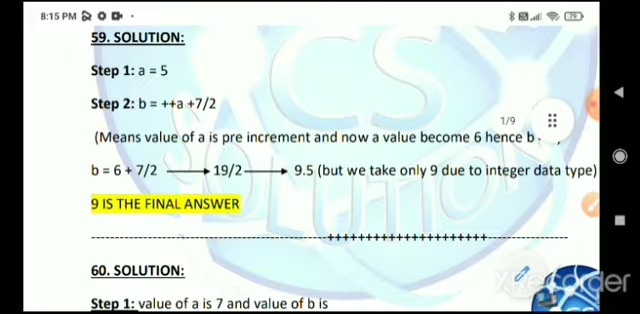 8:15 PM
79
59. SOLUTION:
Step 1: a = 5
Step 2: b = ++a +7/2
1/9
(Means value of a is pre increment and now a value become 6 hence b
b = 6 + 7/2 → 19/2 → 9.5 (but we take only 9 due to integer data type)
9 IS THE FINAL ANSWER
--------------------++++++++++++++++++++--------------------
60. SOLUTION:
Step 1: value of a is 7 and value of b is
CS
SOLUTION